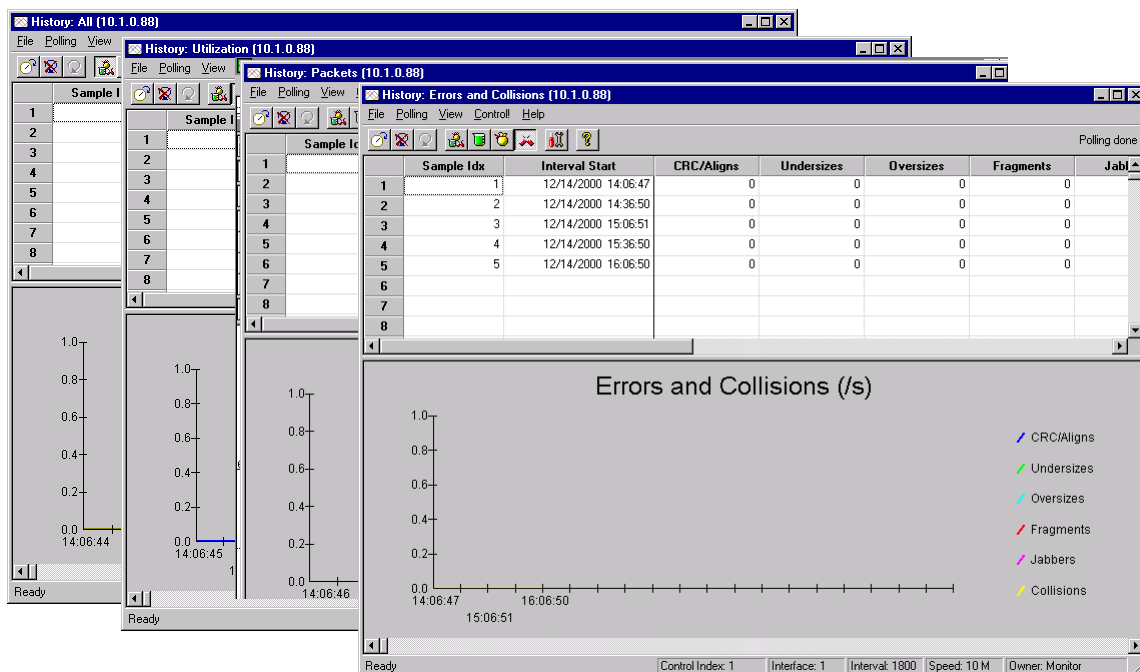 History: All (10.1.0.88)
File Polling View
Sample I
1
2
3
4
5
6
7
8
1.0
0.8
0.6
0.4
0.2
0.0
14:06:44
Ready
History: Utilization (10.1.0.88)
File Polling View
Sample I
1
2
3
4
5
6
7
8
1.0
0.8
0.6
0.4
0.2
0.0
14:06:45
1
Ready
History: Packets (10.1.0.88)
File Polling View
Sample Id
1
2
3
4
5
6
7
8
1.0
0.8
0.6
0.4
0.2
0.0
14:06:46
History: Errors and Collisions (10.1.0.88)
File Polling View Control! Help
Polling done
Sample Idx Interval Start CRC/Aligns Undersizes Oversizes Fragments Jabl
1 1 12/14/2000 14:06:47 0 0 0 0
2 2 12/14/2000 14:36:50 0 0 0 0
3 3 12/14/2000 15:06:51 0 0 0 0
4 4 12/14/2000 15:36:50 0 0 0 0
5 5 12/14/2000 16:06:50 0 0 0 0
6
7
8
Errors and Collisions (/s)
1.0
0.8
0.6
0.4
0.2
0.0
14:06:47 16:06:50
15:06:51
CRC/Aligns
Undersizes
Oversizes
Fragments
Jabbers
Collisions
Ready Control Index: 1 Interface: 1 Interval: 1800 Speed: 10 M Owner: Monitor